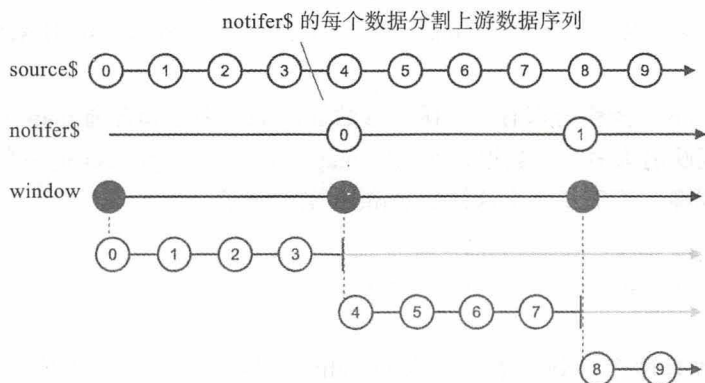 notifer$ 的每个数据分割上游数据序列
source$ 0 1 2 3 4 5 6 7 8 9
notifer$ 0 1
window
0 1 2 3
4 5 6 7
8 9